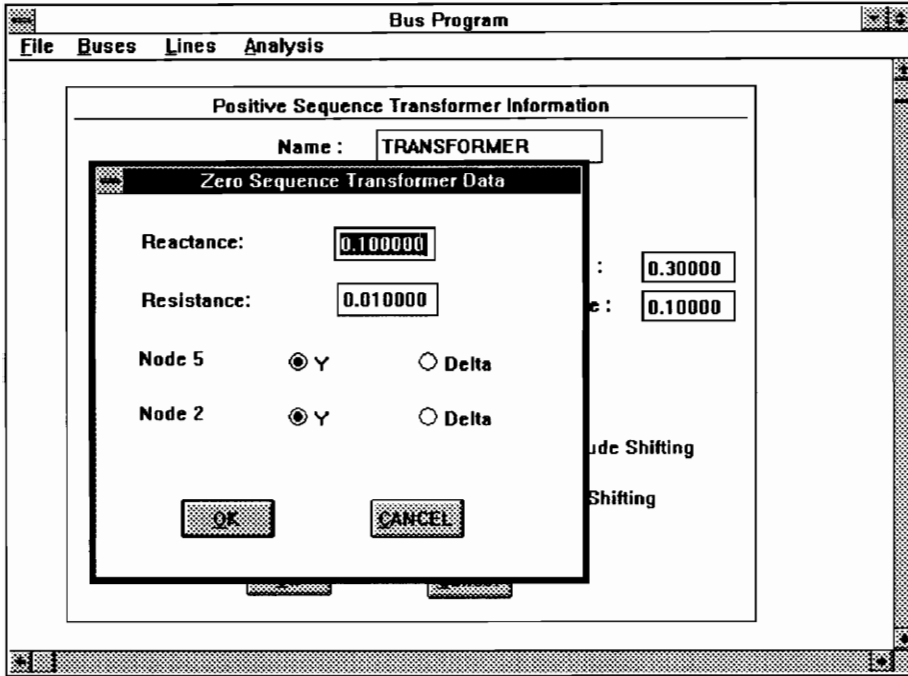 Bus Program
File Buses Lines Analysis
Positive Sequence Transformer Information
Name : TRANSFORMER
Zero Sequence Transformer Data
Reactance: 0.100000
: 0.30000
Resistance: 0.010000
e : 0.10000
Node 5 Y Delta
Node 2 Y Delta
ude Shifting
Shifting
OK CANCEL